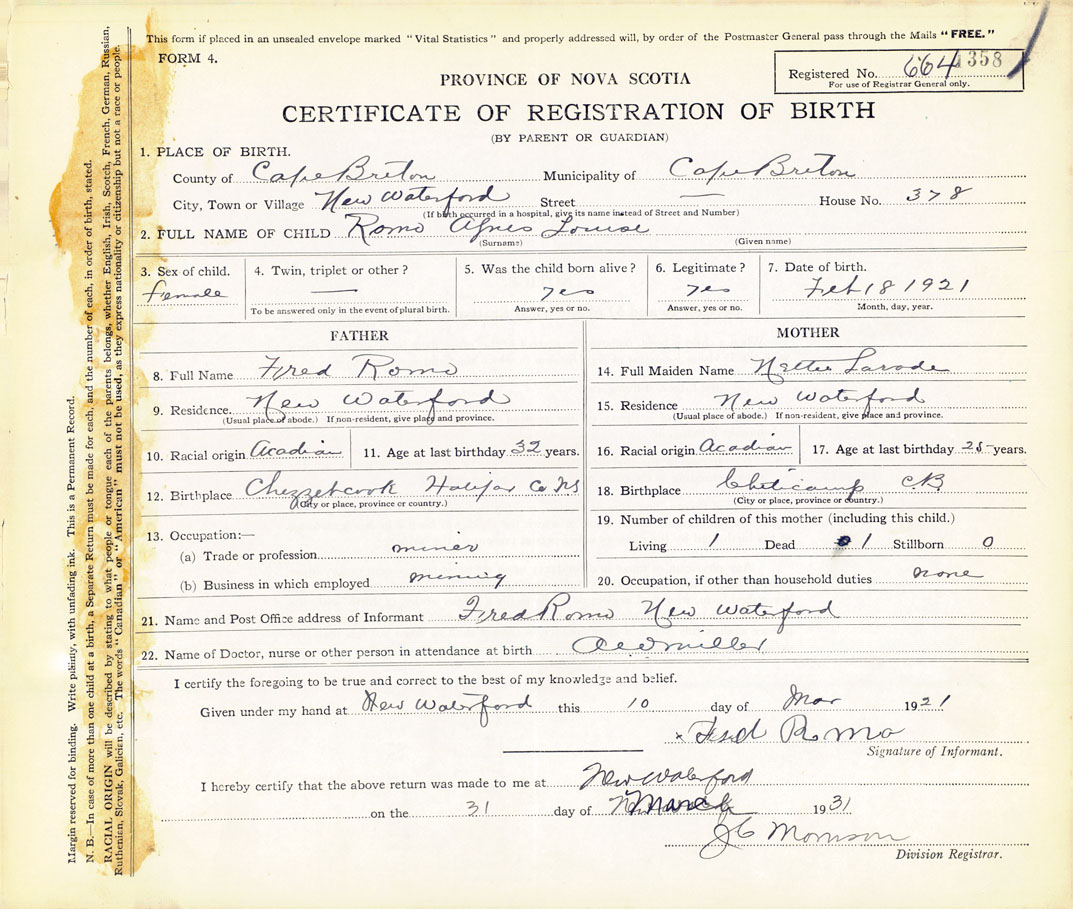 This form if placed in an unsealed envelope marked "Vital Statistics" and properly addressed will, by order of the Postmaster General pass through the Mails "FREE."
FORM 4.
Registered No. 664 1358
For use of Registrar General only.
PROVINCE OF NOVA SCOTIA
CERTIFICATE OF REGISTRATION OF BIRTH
(BY PARENT OR GUARDIAN)
1. PLACE OF BIRTH.
County of Cape Breton Municipality of Cape Breton
City, Town or Village New Waterford Street — House No. 378
(If birth occurred in a hospital, give its name instead of Street and Number)
2. FULL NAME OF CHILD Romo Agnes Louise
(Surname) (Given name)
3. Sex of child. 4. Twin, triplet or other? 5. Was the child born alive? 6. Legitimate? 7. Date of birth.
female — yes yes Feb 18 1921
To be answered only in the event of plural birth. Answer, yes or no. Answer, yes or no. Month, day, year.
FATHER
8. Full Name Fred Romo
9. Residence. New Waterford
(Usual place of abode.) If non-resident, give place and province.
10. Racial origin Acadian 11. Age at last birthday 32 years.
12. Birthplace Chezzetcook Halifax Co NS
(City or place, province or country.)
13. Occupation:—
(a) Trade or profession miner
(b) Business in which employed mining
MOTHER
14. Full Maiden Name Nettie Larade
15. Residence New Waterford
(Usual place of abode.) If non-resident, give place and province.
16. Racial origin Acadian 17. Age at last birthday 25 years.
18. Birthplace Cheticamp C.B.
(City or place, province or country.)
19. Number of children of this mother (including this child.)
Living 1 Dead 1 Stillborn 0
20. Occupation, if other than household duties none
21. Name and Post Office address of Informant Fred Romo New Waterford
22. Name of Doctor, nurse or other person in attendance at birth miller
I certify the foregoing to be true and correct to the best of my knowledge and belief.
Given under my hand at New Waterford this 10 day of Mar 1921
x Fred Romo
Signature of Informant.
I hereby certify that the above return was made to me at New Waterford
on the 31 day of March 1931
J C Morrison
Division Registrar.
Margin reserved for binding. Write plainly, with unfading ink. This is a Permanent Record.
N. B.—In case of more than one child at a birth, a Separate Return must be made for each, and the number of each, in order of birth, stated.
RACIAL ORIGIN will be described by stating to what people or tongue each of the parents belongs, whether English, Irish, Scotch, French, German, Russian,
Ruthenian, Slovak, Galician, etc. The words "Canadian" or "American" must not be used, as they express nationality or citizenship but not a race or people.